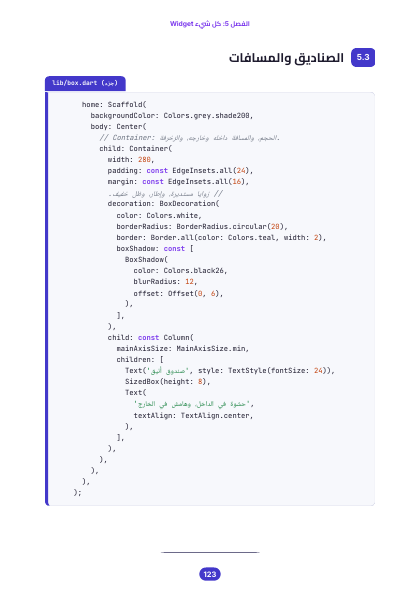 الفصل 5: كل شيء Widget
5.3 الصناديق والمسافات
lib/box.dart (جزء)
home: Scaffold(
backgroundColor: Colors.grey.shade200,
body: Center(
// Container: الحجم، والمسافة داخله وخارجه، والزخرفة.
child: Container(
width: 280,
padding: const EdgeInsets.all(24),
margin: const EdgeInsets.all(16),
// زوايا مستديرة، وإطار، وظل خفيف.
decoration: BoxDecoration(
color: Colors.white,
borderRadius: BorderRadius.circular(20),
border: Border.all(color: Colors.teal, width: 2),
boxShadow: const [
BoxShadow(
color: Colors.black26,
blurRadius: 12,
offset: Offset(0, 6),
),
],
),
child: const Column(
mainAxisSize: MainAxisSize.min,
children: [
Text('صندوق أنيق', style: TextStyle(fontSize: 24)),
SizedBox(height: 8),
Text(
'حشوة في الداخل، وهامش في الخارج',
textAlign: TextAlign.center,
),
],
),
),
),
),
);
123